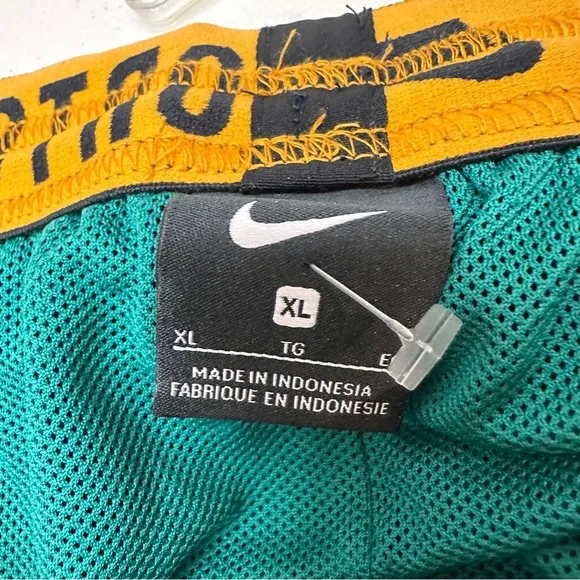 XL
XL TG
MADE IN INDONESIA
FABRIQUE EN INDONESIE